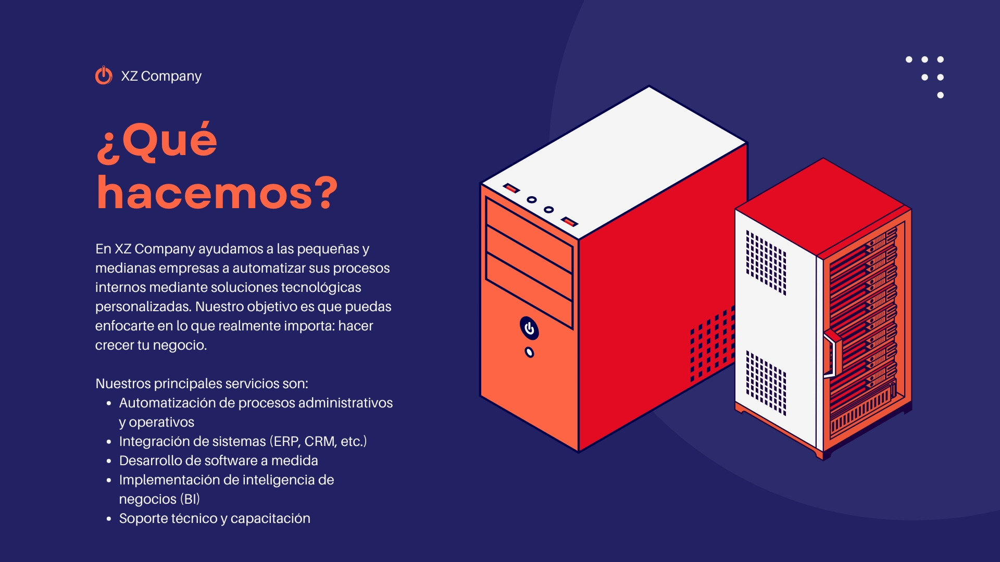 XZ Company
¿Qué
hacemos?
En XZ Company ayudamos a las pequeñas y
medianas empresas a automatizar sus procesos
internos mediante soluciones tecnológicas
personalizadas. Nuestro objetivo es que puedas
enfocarte en lo que realmente importa: hacer
crecer tu negocio.
Nuestros principales servicios son:
• Automatización de procesos administrativos
y operativos
• Integración de sistemas (ERP, CRM, etc.)
• Desarrollo de software a medida
• Implementación de inteligencia de
negocios (BI)
• Soporte técnico y capacitación